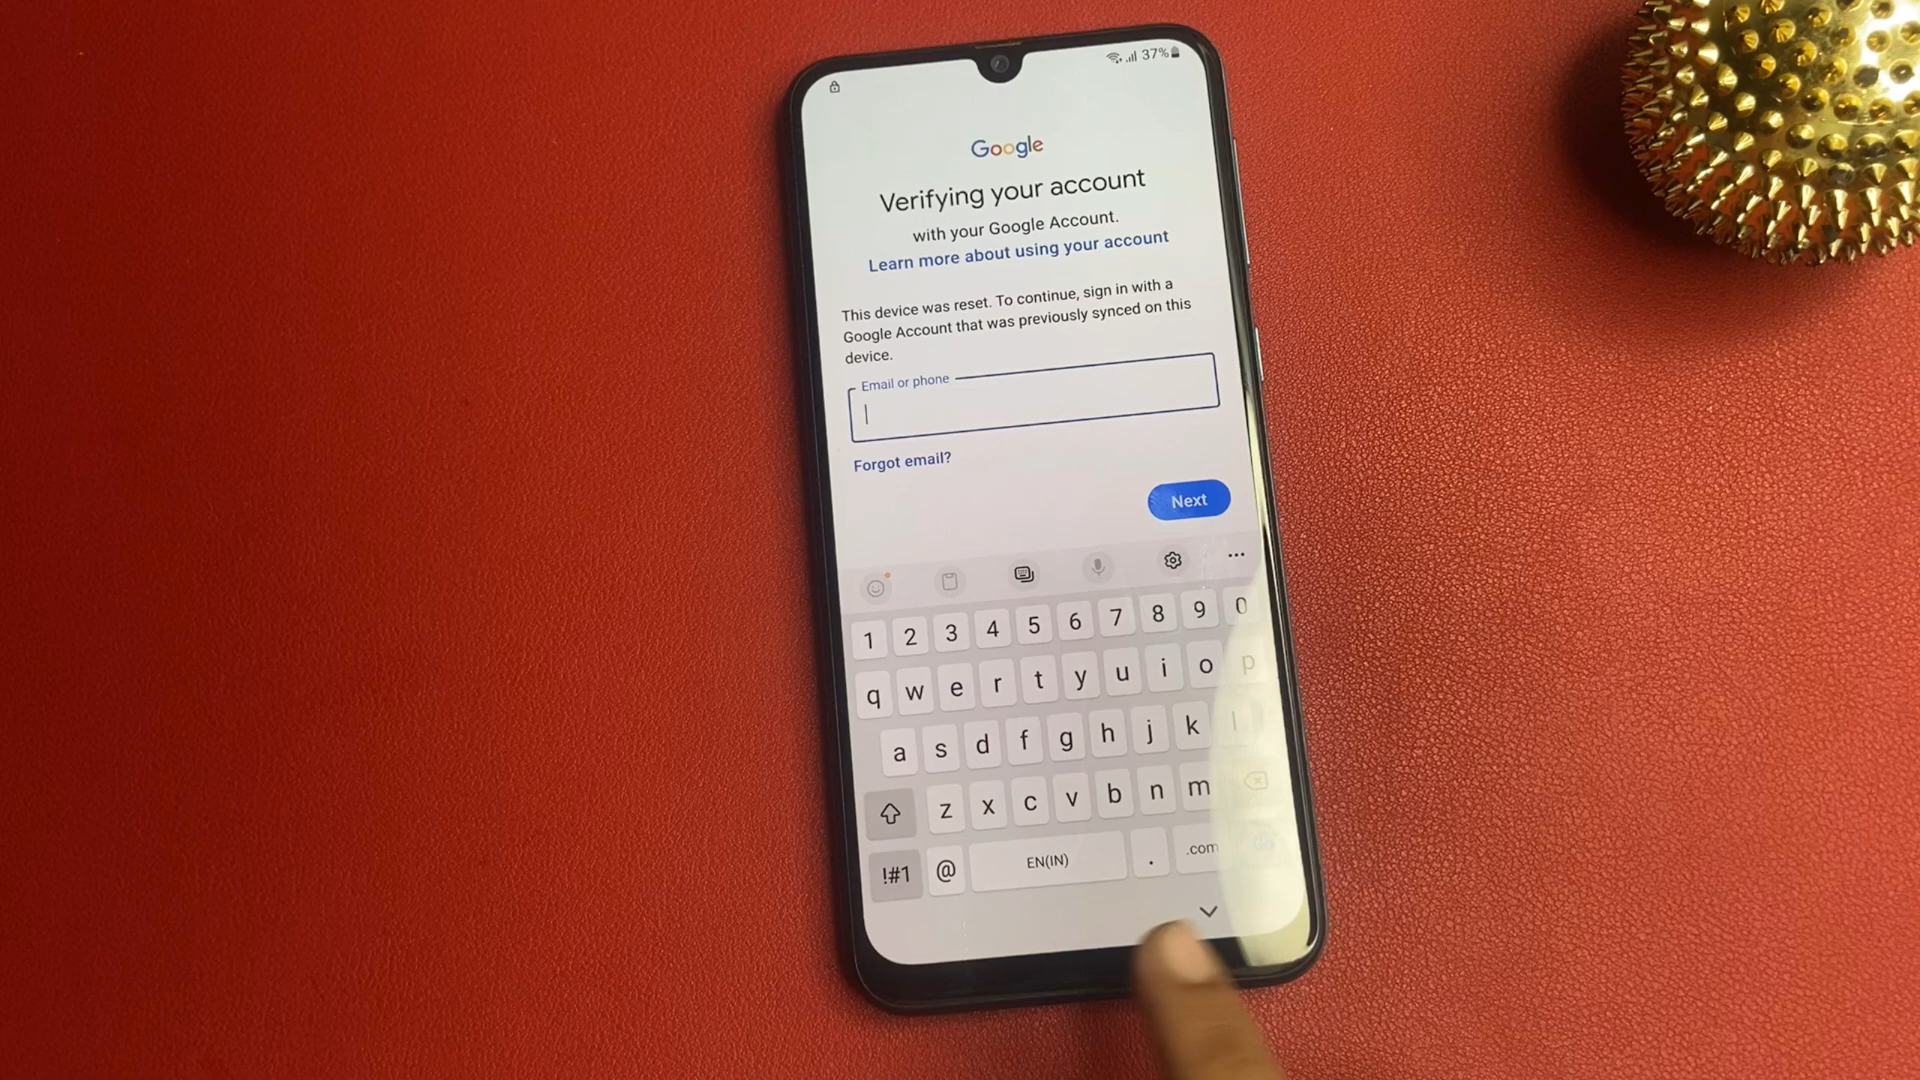 37%
Google
Verifying your account
with your Google Account.
Learn more about using your account
This device was reset. To continue, sign in with a
Google Account that was previously synced on this
device.
Email or phone
Forgot email?
Next
1 2 3 4 5 6 7 8 9 0
q w e r t y u i o p
a s d f g h j k l
z x c v b n m
!#1 @ EN(IN) . .com